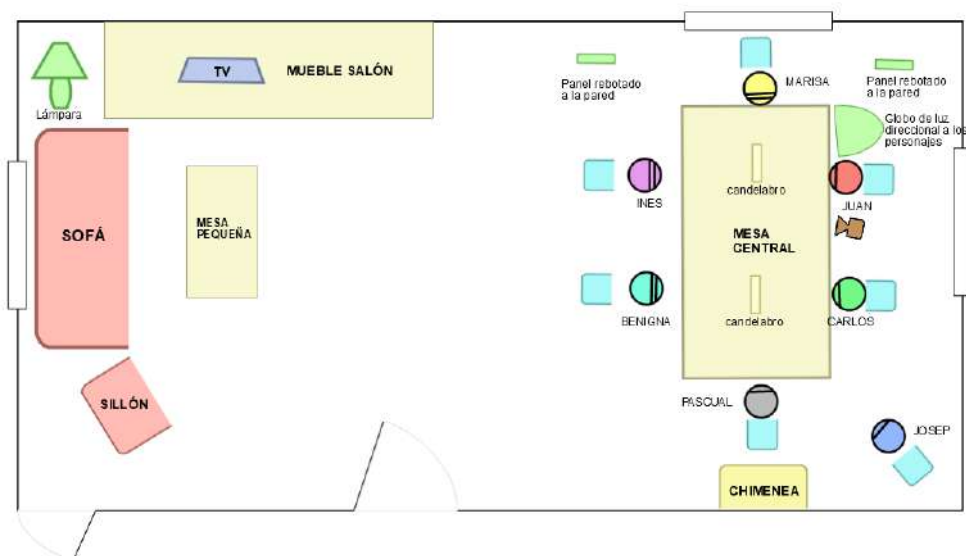 TV
MUEBLE SALÓN
Lámpara
SOFÁ
MESA
PEQUEÑA
SILLÓN
Panel rebotado
a la pared
MARISA
Panel rebotado
a la pared
Globo de luz
direccional a los
personajes
INES
candelabro
JUAN
MESA
CENTRAL
BENIGNA
candelabro
CARLOS
PASCUAL
JOSEP
CHIMENEA